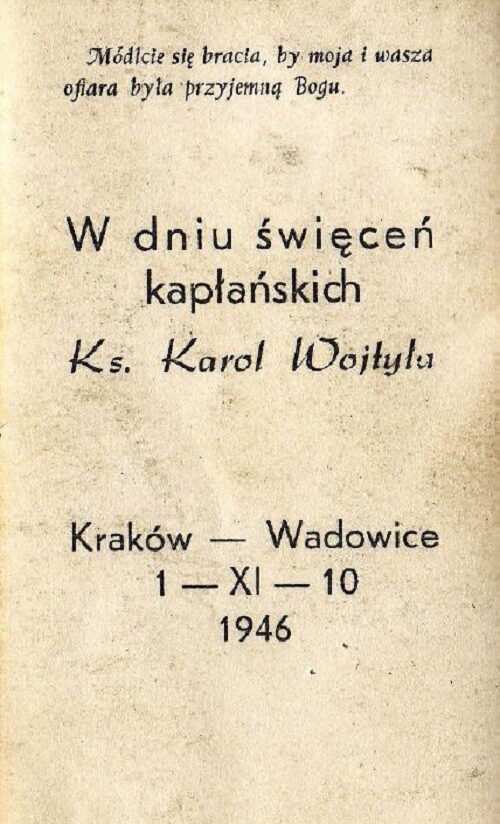 Módlcie się bracia, by moja i wasza
ofiara była przyjemną Bogu.
W dniu święceń
kapłańskich
Ks. Karol Wojtyła
Kraków — Wadowice
1 — XI — 10
1946